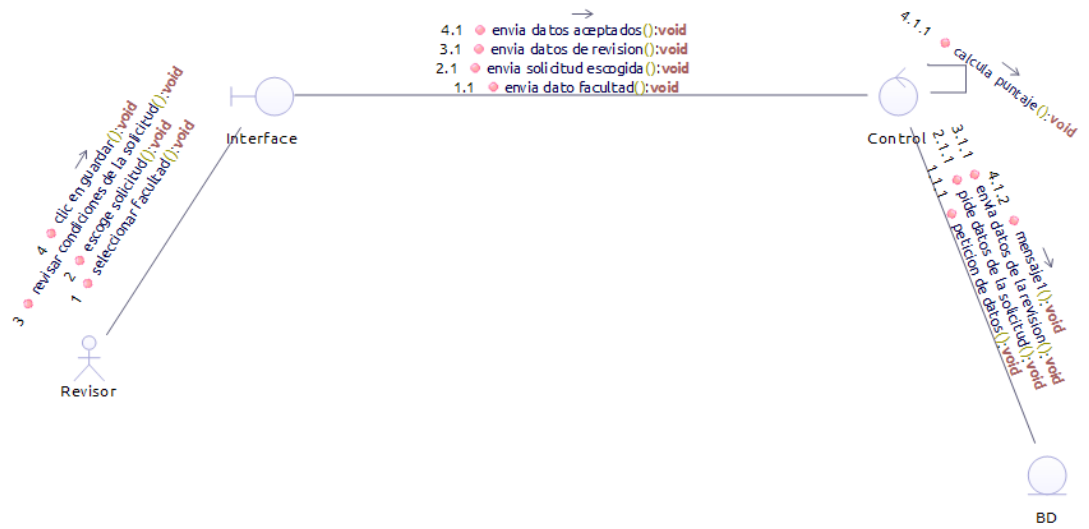 4.1 envia datos aceptados():void
3.1 envia datos de revision():void
2.1 envia solicitud escogida():void
1.1 envia dato facultad():void
4.1.1 calcula puntaje():void
Interface
Control
4 clic en guardar():void
3 revisar condiciones de la solicitud():void
2 escoge solicitud():void
1 seleccionar facultad():void
4.1.2 mensaje1():void
3.1.1 envia datos de la revision():void
2.1.1 pide datos de la solicitud():void
1.1.1 peticion de datos():void
Revisor
BD